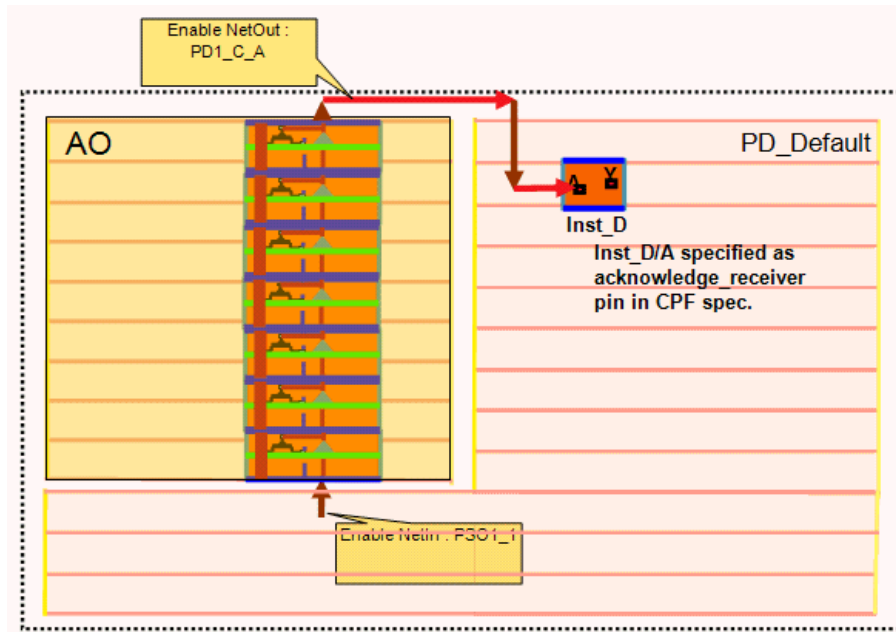 Enable NetOut :
PD1_C_A
AO
PD_Default
A
Y
Inst_D
Inst_D/A specified as
acknowledge_receiver
pin in CPF spec.
Enable NetIn : PSO1_1